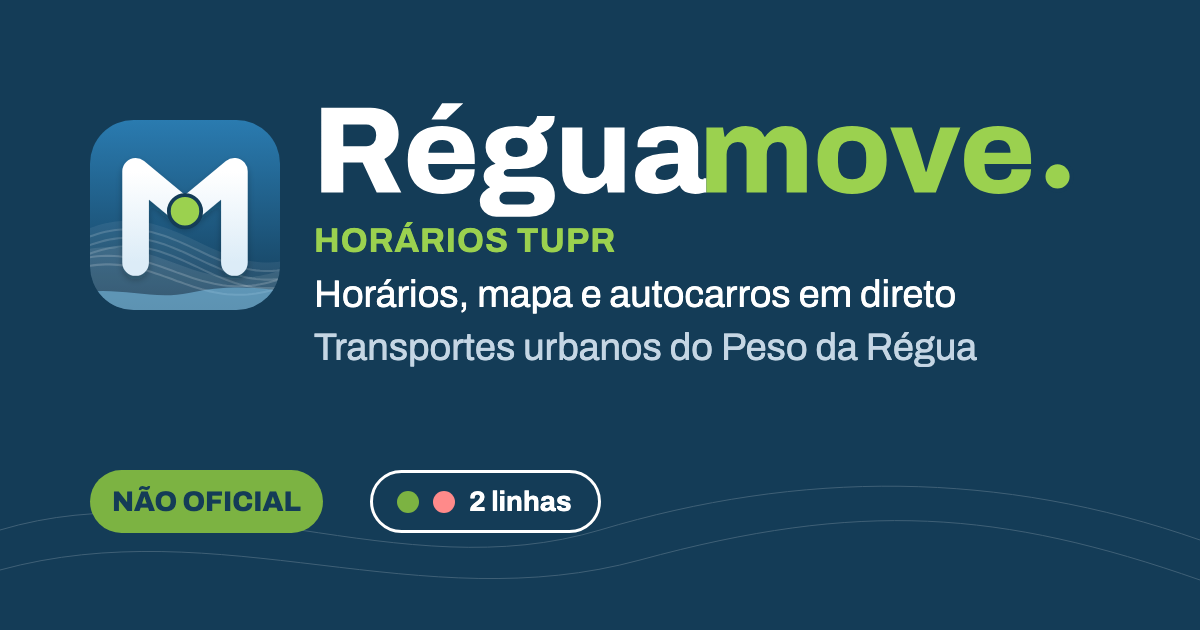 M
Réguamove.
HORÁRIOS TUPR
Horários, mapa e autocarros em direto
Transportes urbanos do Peso da Régua
NÃO OFICIAL
2 linhas